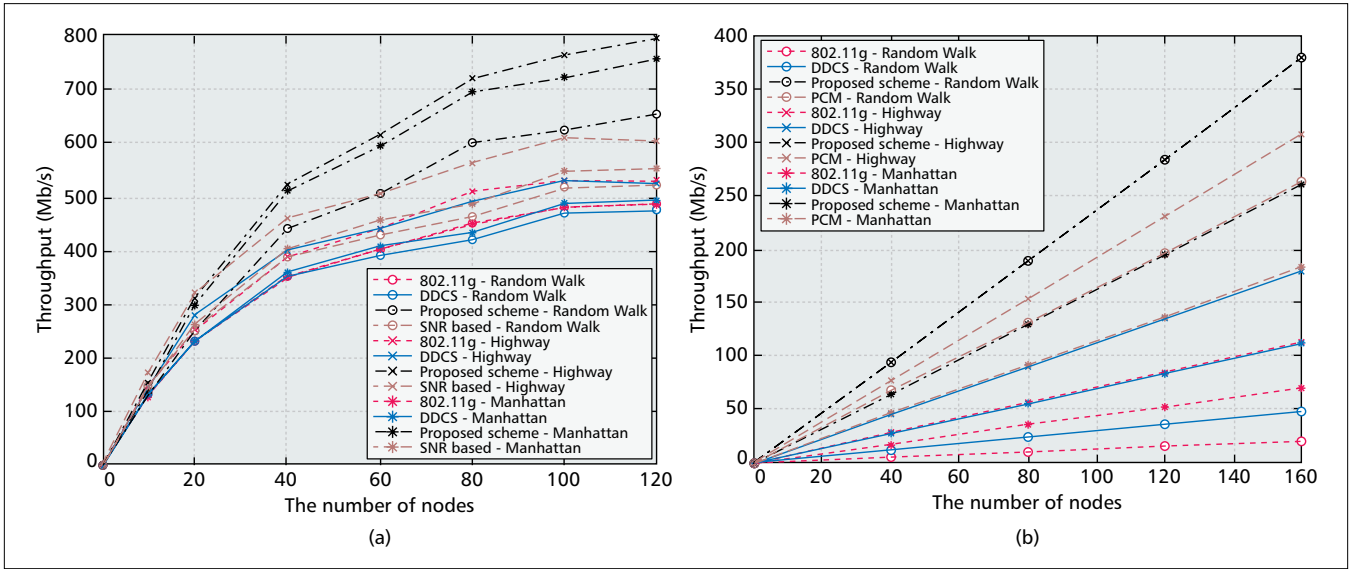 800
700
600
500
400
300
200
100
0
Throughput (Mb/s)
802.11g - Random Walk
DDCS - Random Walk
Proposed scheme - Random Walk
SNR based - Random Walk
802.11g - Highway
DDCS - Highway
Proposed scheme - Highway
SNR based - Highway
802.11g - Manhattan
DDCS - Manhattan
Proposed scheme - Manhattan
SNR based - Manhattan
0 20 40 60 80 100 120
The number of nodes
(a)
400
350
300
250
200
150
100
50
0
Throughput (Mb/s)
802.11g - Random Walk
DDCS - Random Walk
Proposed scheme - Random Walk
PCM - Random Walk
802.11g - Highway
DDCS - Highway
Proposed scheme - Highway
PCM - Highway
802.11g - Manhattan
DDCS - Manhattan
Proposed scheme - Manhattan
PCM - Manhattan
0 20 40 60 80 100 120 140 160
The number of nodes
(b)